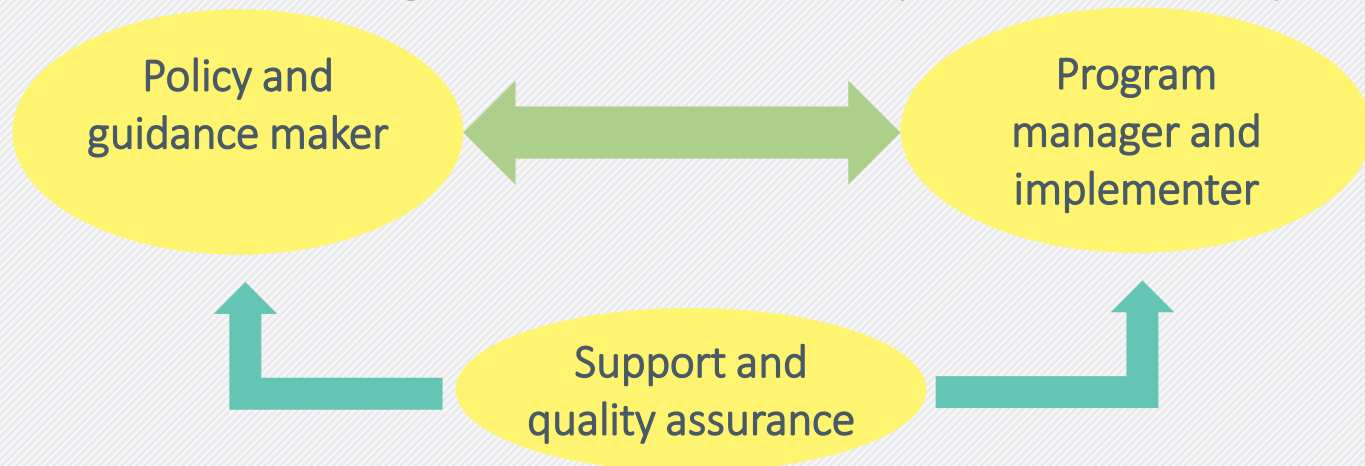 Policy and
guidance maker
Program
manager and
implementer
Support and
quality assurance